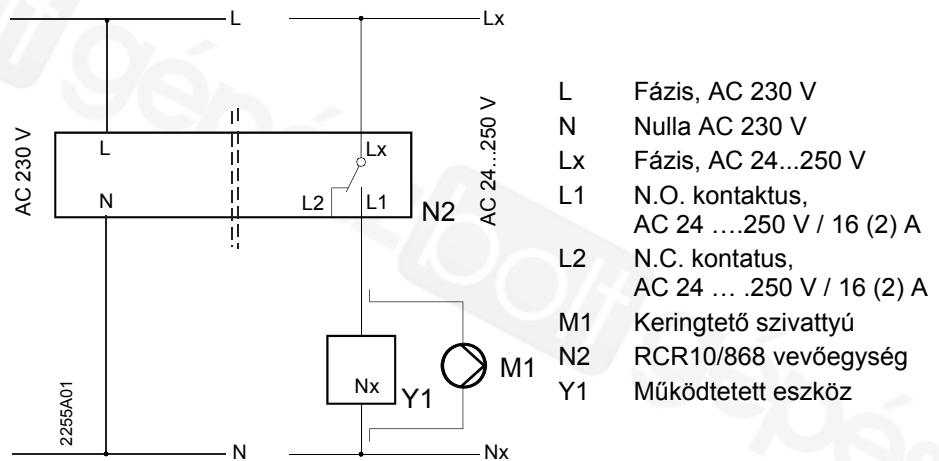 L Lx
AC 230 V
L
N
Lx
L2 L1
N2
AC 24...250 V
Nx
Y1
M1
2255A01
N Nx
L Fázis, AC 230 V
N Nulla AC 230 V
Lx Fázis, AC 24...250 V
L1 N.O. kontaktus,
AC 24 ….250 V / 16 (2) A
L2 N.C. kontatus,
AC 24 … .250 V / 16 (2) A
M1 Keringtető szivattyú
N2 RCR10/868 vevőegység
Y1 Működtetett eszköz